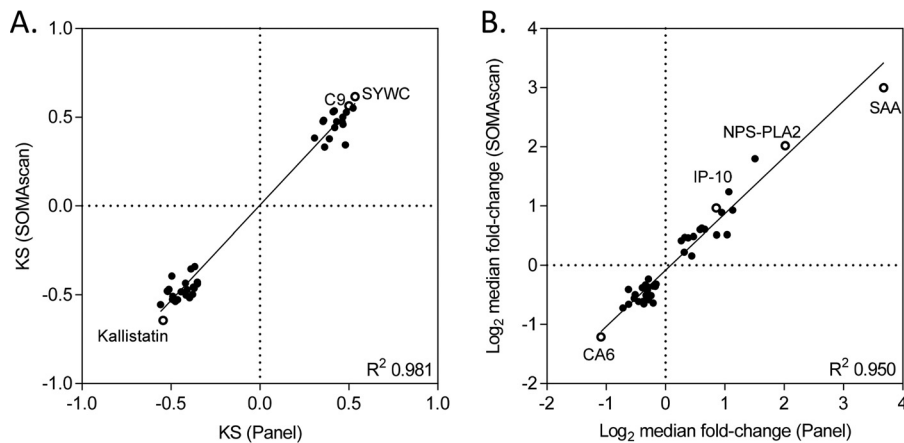 A.
1.0
0.5
0.0
-0.5
-1.0
KS (SOMAscan)
C9
SYWC
Kallistatin
R² 0.981
-1.0 -0.5 0.0 0.5 1.0
KS (Panel)
B.
4
3
2
1
0
-1
-2
Log₂ median fold-change (SOMAscan)
SAA
NPS-PLA2
IP-10
CA6
R² 0.950
-2 -1 0 1 2 3 4
Log₂ median fold-change (Panel)